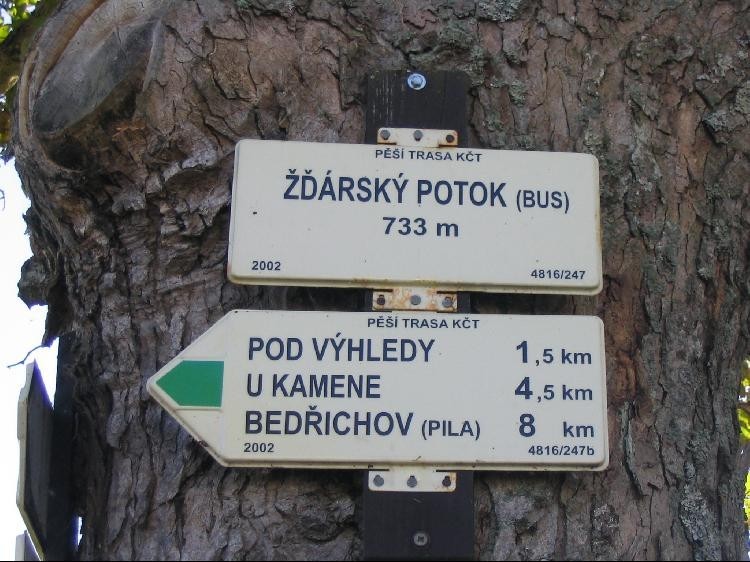 PĚŠÍ TRASA KČT
ŽĎÁRSKÝ POTOK (BUS)
733 m
2002 4816/247
PĚŠÍ TRASA KČT
POD VÝHLEDY 1,5 km
U KAMENE 4,5 km
BEDŘICHOV (PILA) 8 km
2002 4816/247b